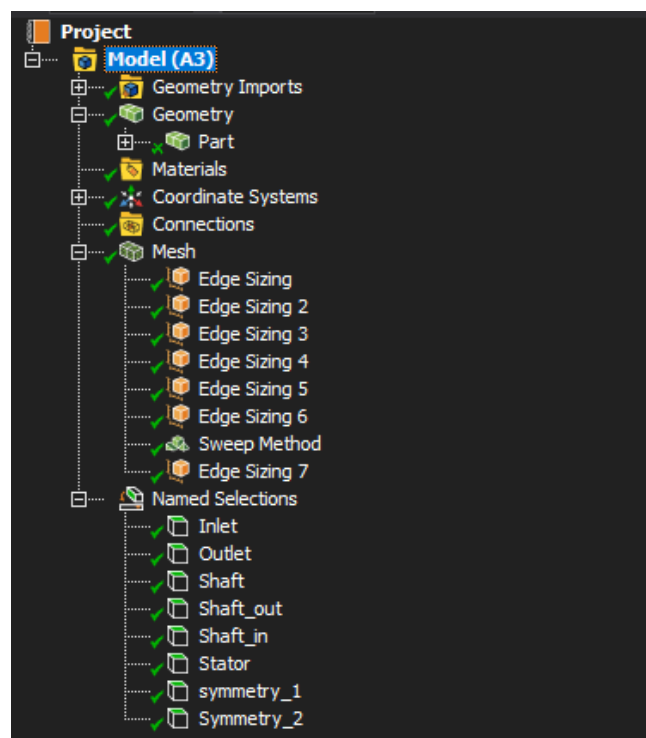 Project
Model (A3)
Geometry Imports
Geometry
Part
Materials
Coordinate Systems
Connections
Mesh
Edge Sizing
Edge Sizing 2
Edge Sizing 3
Edge Sizing 4
Edge Sizing 5
Edge Sizing 6
Sweep Method
Edge Sizing 7
Named Selections
Inlet
Outlet
Shaft
Shaft_out
Shaft_in
Stator
symmetry_1
Symmetry_2